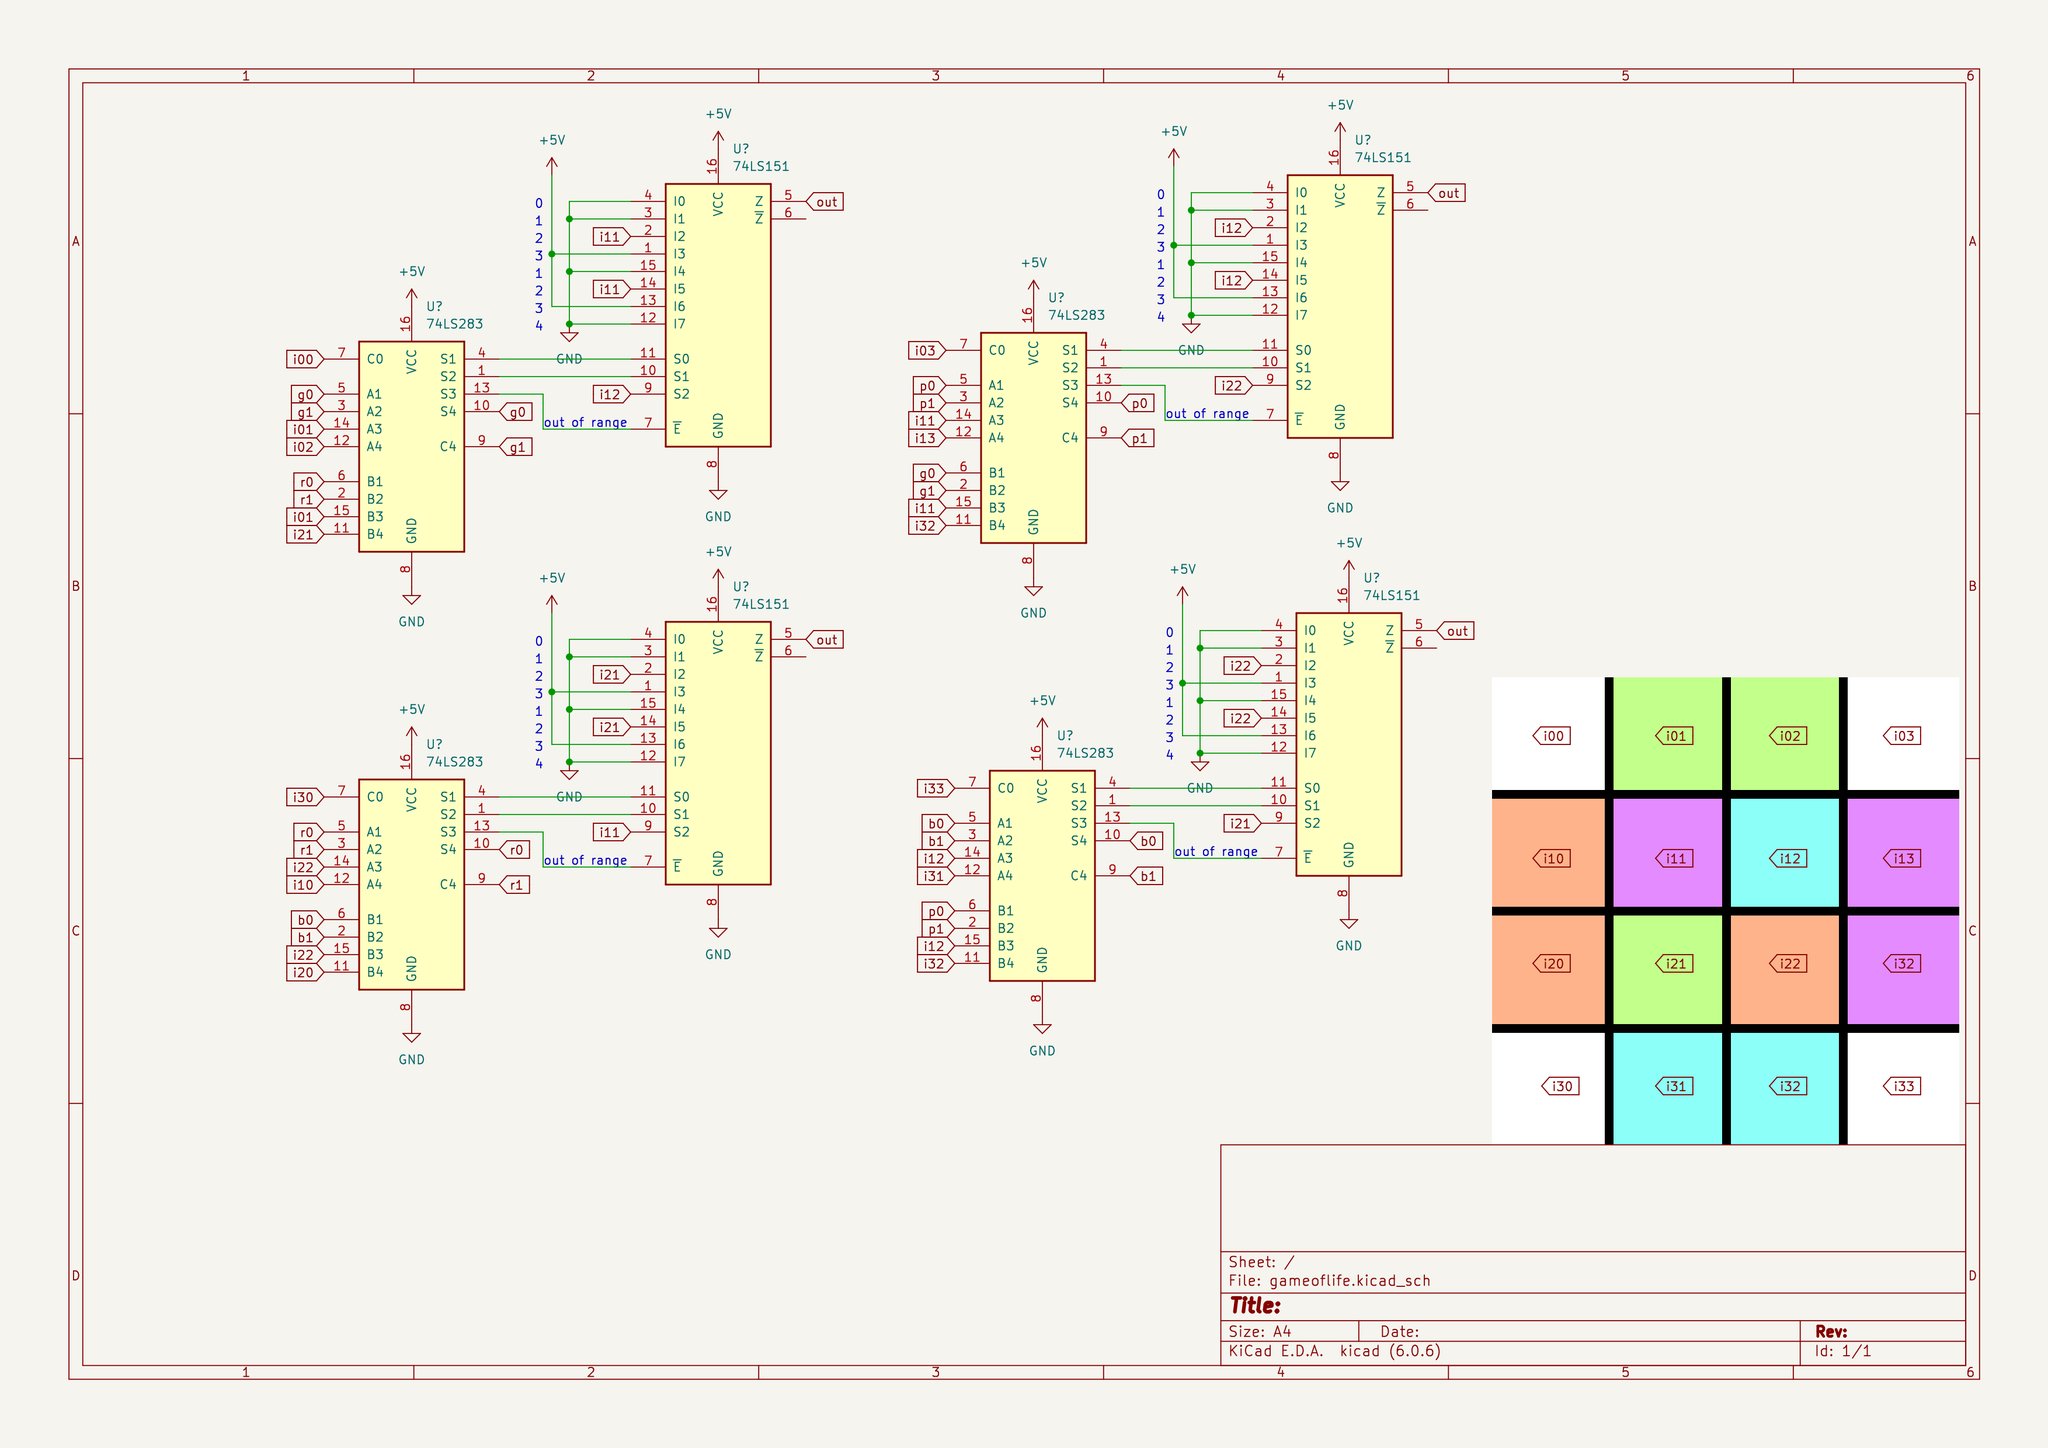 1 2 3 4 5 6
A
B
C
D
A
B
C
D
+5V
+5V
U?
74LS151
16
VCC
0
1
2
3
1
2
3
4
4 I0
3 I1
i11 2 I2
1 I3
15 I4
i11 14 I5
13 I6
12 I7
GND
11 S0
10 S1
i12 9 S2
out of range
7 E
Z 5 out
Z 6
GND
8
GND
+5V
U?
74LS283
16
VCC
i00 7 C0
g0 5 A1
g1 3 A2
i01 14 A3
i02 12 A4
r0 6 B1
r1 2 B2
i01 15 B3
i21 11 B4
S1 4
S2 1
S3 13
S4 10 g0
C4 9 g1
GND
8
GND
+5V
+5V
U?
74LS151
16
VCC
0
1
2
3
1
2
3
4
4 I0
3 I1
i12 2 I2
1 I3
15 I4
i12 14 I5
13 I6
12 I7
GND
11 S0
10 S1
i22 9 S2
out of range
7 E
Z 5 out
Z 6
GND
8
GND
+5V
U?
74LS283
16
VCC
i03 7 C0
p0 5 A1
p1 3 A2
i11 14 A3
i13 12 A4
g0 6 B1
g1 2 B2
i11 15 B3
i32 11 B4
S1 4
S2 1
S3 13
S4 10 p0
C4 9 p1
GND
8
GND
+5V
+5V
U?
74LS151
16
VCC
0
1
2
3
1
2
3
4
4 I0
3 I1
i21 2 I2
1 I3
15 I4
i21 14 I5
13 I6
12 I7
GND
11 S0
10 S1
i11 9 S2
out of range
7 E
Z 5 out
Z 6
GND
8
GND
+5V
U?
74LS283
16
VCC
i30 7 C0
r0 5 A1
r1 3 A2
i22 14 A3
i10 12 A4
b0 6 B1
b1 2 B2
i22 15 B3
i20 11 B4
S1 4
S2 1
S3 13
S4 10 r0
C4 9 r1
GND
8
GND
+5V
+5V
U?
74LS151
16
VCC
0
1
2
3
1
2
3
4
4 I0
3 I1
i22 2 I2
1 I3
15 I4
i22 14 I5
13 I6
12 I7
GND
11 S0
10 S1
i21 9 S2
out of range
7 E
Z 5 out
Z 6
GND
8
GND
+5V
U?
74LS283
16
VCC
i33 7 C0
b0 5 A1
b1 3 A2
i12 14 A3
i31 12 A4
p0 6 B1
p1 2 B2
i12 15 B3
i32 11 B4
S1 4
S2 1
S3 13
S4 10 b0
C4 9 b1
GND
8
GND
i00 i01 i02 i03
i10 i11 i12 i13
i20 i21 i22 i32
i30 i31 i32 i33
Sheet: /
File: gameoflife.kicad_sch
Title:
Size: A4 Date: Rev:
KiCad E.D.A. kicad (6.0.6) Id: 1/1
1 2 3 4 5 6